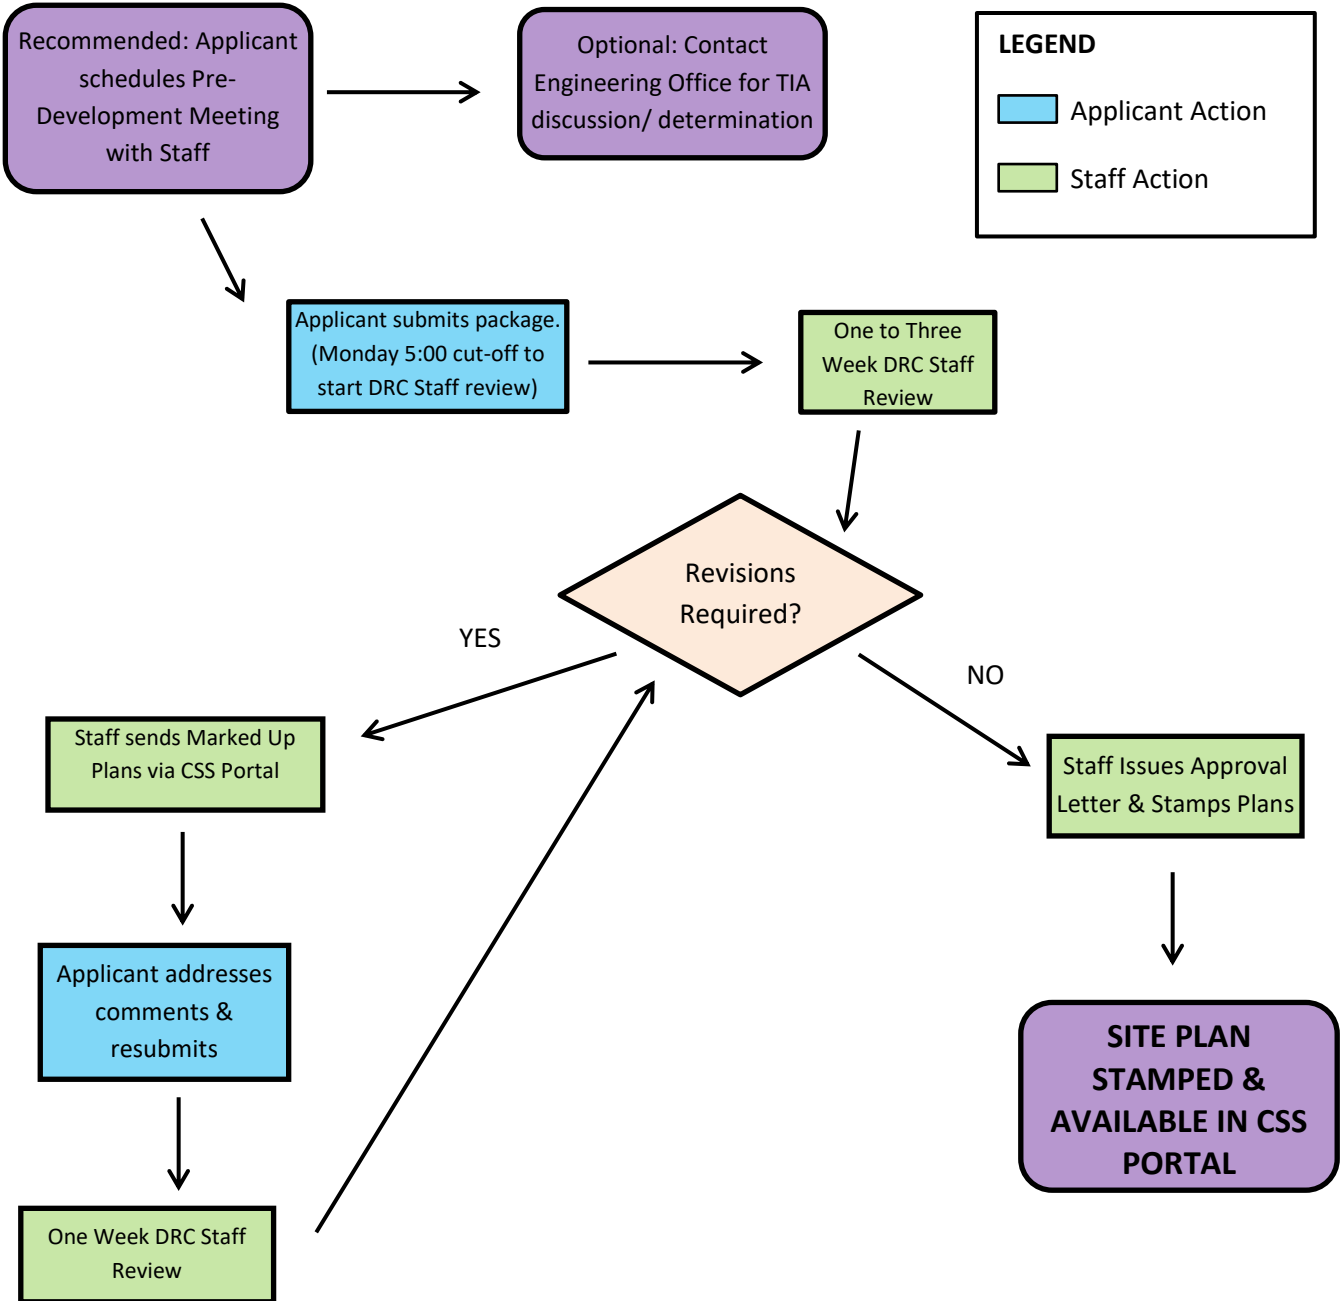 Recommended: Applicant
schedules Pre-
Development Meeting
with Staff
Optional: Contact
Engineering Office for TIA
discussion/ determination
LEGEND
Applicant Action
Staff Action
Applicant submits package.
(Monday 5:00 cut-off to
start DRC Staff review)
One to Three
Week DRC Staff
Review
Revisions
Required?
YES
NO
Staff sends Marked Up
Plans via CSS Portal
Staff Issues Approval
Letter & Stamps Plans
Applicant addresses
comments &
resubmits
SITE PLAN
STAMPED &
AVAILABLE IN CSS
PORTAL
One Week DRC Staff
Review